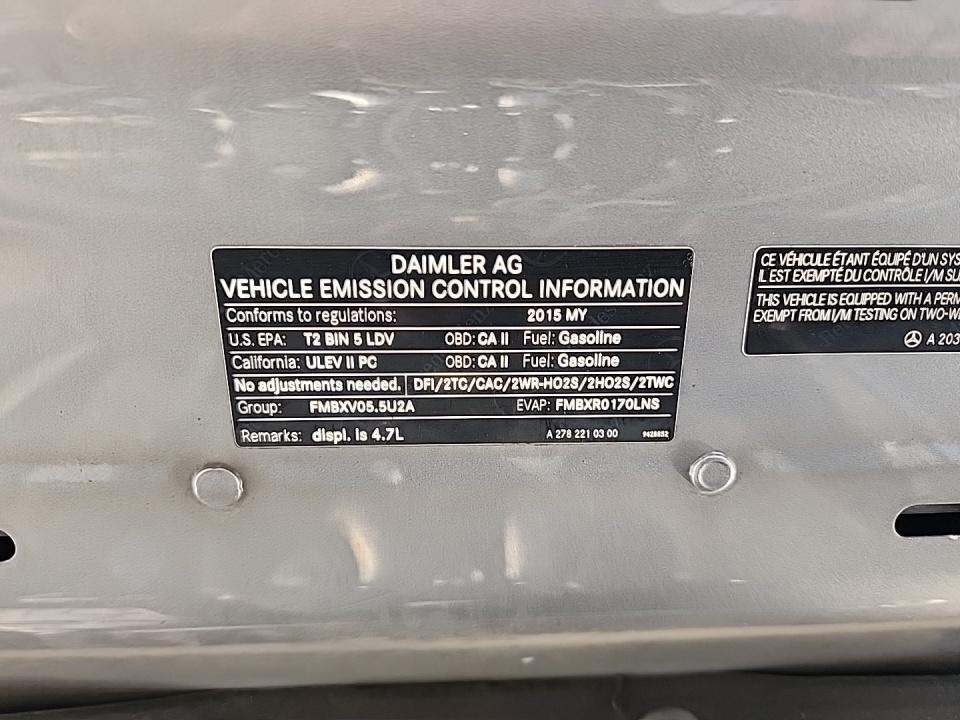 DAIMLER AG
VEHICLE EMISSION CONTROL INFORMATION
Conforms to regulations: 2015 MY
U.S. EPA: T2 BIN 5 LDV OBD: CA II Fuel: Gasoline
California: ULEV II PC OBD: CA II Fuel: Gasoline
No adjustments needed. DFI/2TC/CAC/2WR-HO2S/2HO2S/2TWC
Group: FMBXV05.5U2A EVAP: FMBXR0170LNS
Remarks: displ. is 4.7L A 278 221 03 00 9428852
CE VÉHICULE ÉTANT ÉQUIPÉ D'UN SYS
IL EST EXEMPTÉ DU CONTRÔLE I/M SU
THIS VEHICLE IS EQUIPPED WITH A PERM
EXEMPT FROM I/M TESTING ON TWO-W
A 203